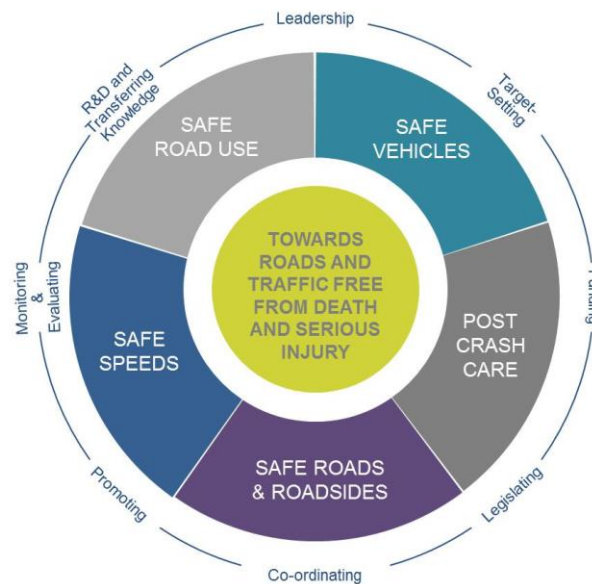 Leadership
Target-
Setting
Legislating
Co-ordinating
Promoting
Monitoring
&
Evaluating
R&D and
Transferring
Knowledge
SAFE
VEHICLES
POST
CRASH
CARE
SAFE ROADS
& ROADSIDES
SAFE
SPEEDS
SAFE
ROAD USE
TOWARDS
ROADS AND
TRAFFIC FREE
FROM DEATH
AND SERIOUS
INJURY